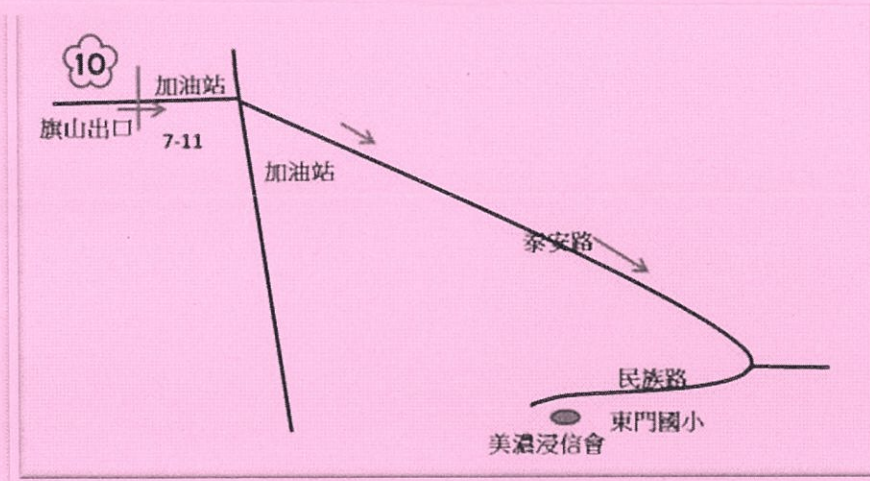 10
加油站
旗山出口
7-11
加油站
泰安路
民族路
東門國小
美濃浸信會